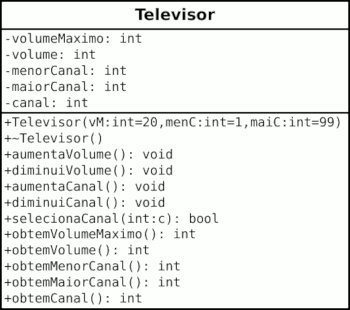 Televisor
-volumeMaximo: int
-volume: int
-menorCanal: int
-maiorCanal: int
-canal: int
+Televisor(vM:int=20,menC:int=1,maiC:int=99)
+~Televisor()
+aumentaVolume(): void
+diminuiVolume(): void
+aumentaCanal(): void
+diminuiCanal(): void
+selecionaCanal(int:c): bool
+obtemVolumeMaximo(): int
+obtemVolume(): int
+obtemMenorCanal(): int
+obtemMaiorCanal(): int
+obtemCanal(): int